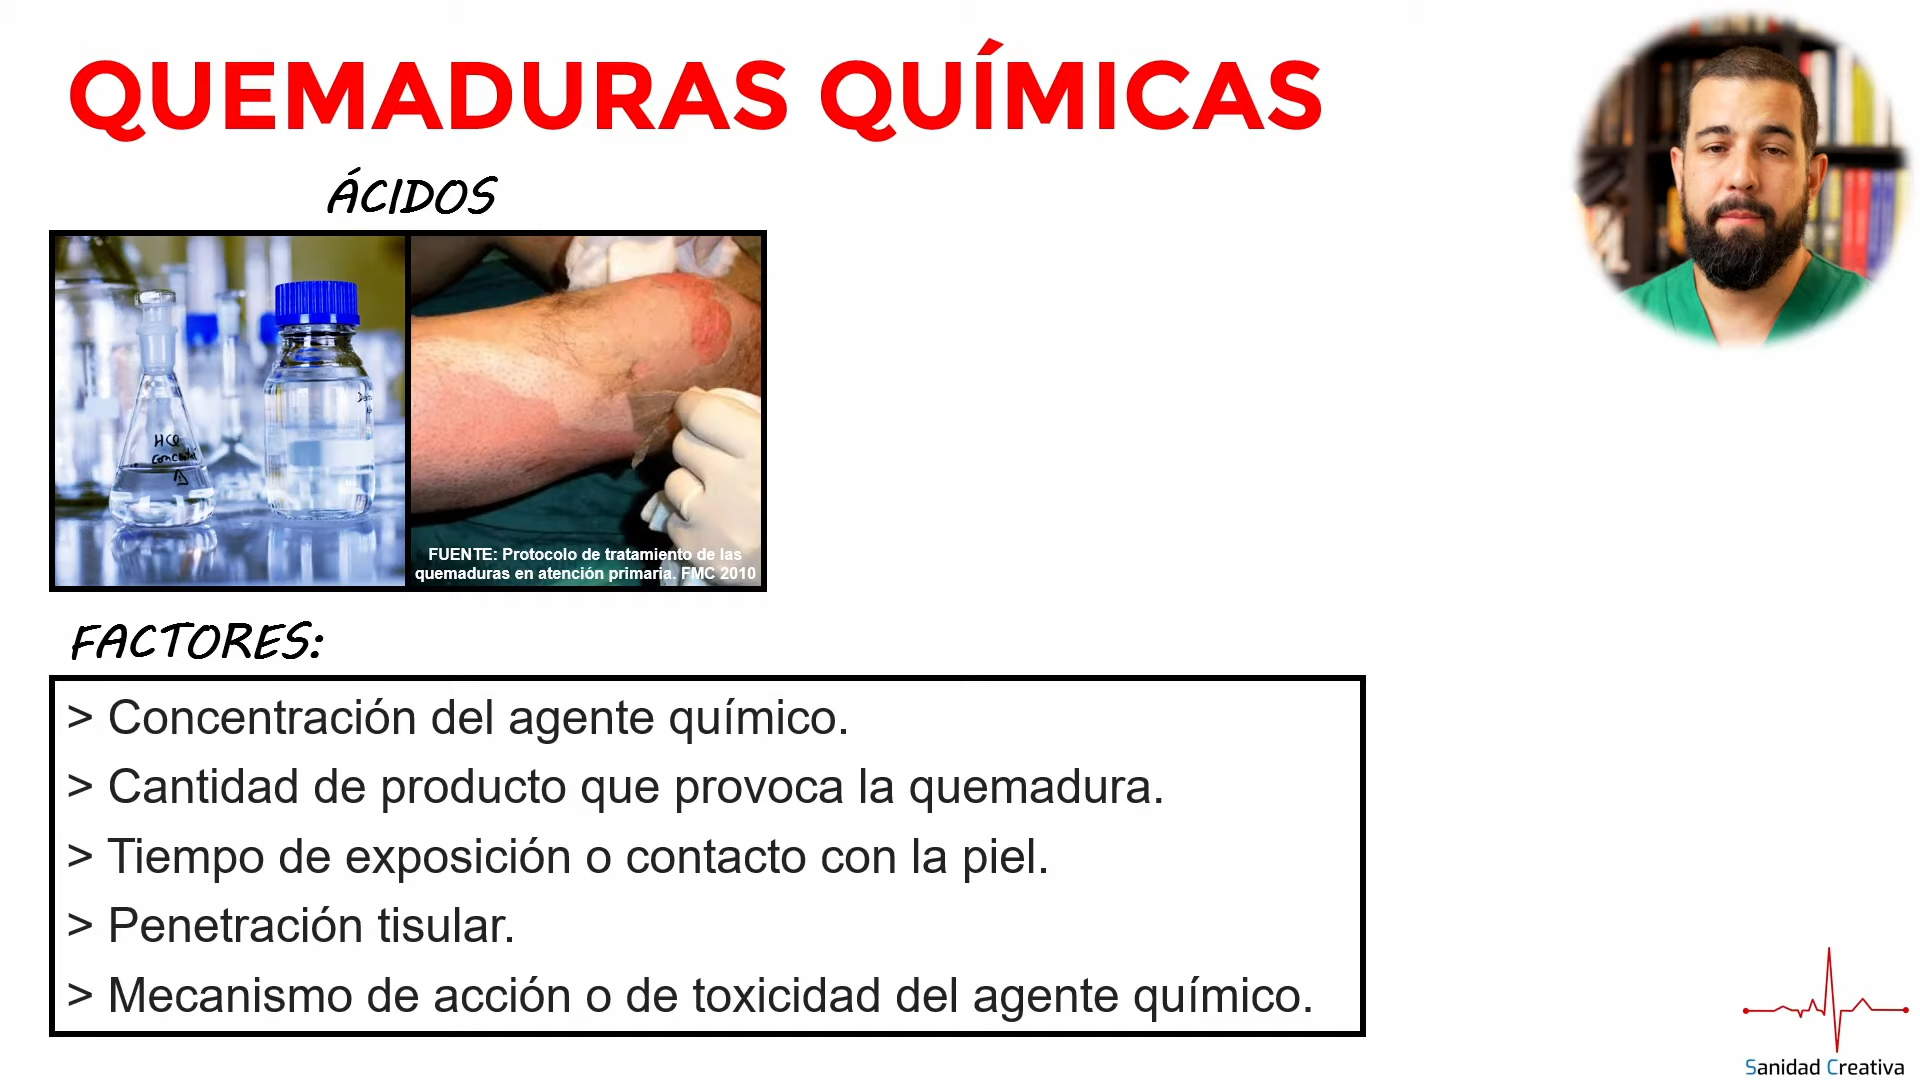 QUEMADURAS QUÍMICAS
ÁCIDOS
HCl
FUENTE: Protocolo de tratamiento de las
quemaduras en atención primaria. FMC 2010
FACTORES:
> Concentración del agente químico.
> Cantidad de producto que provoca la quemadura.
> Tiempo de exposición o contacto con la piel.
> Penetración tisular.
> Mecanismo de acción o de toxicidad del agente químico.
Sanidad Creativa